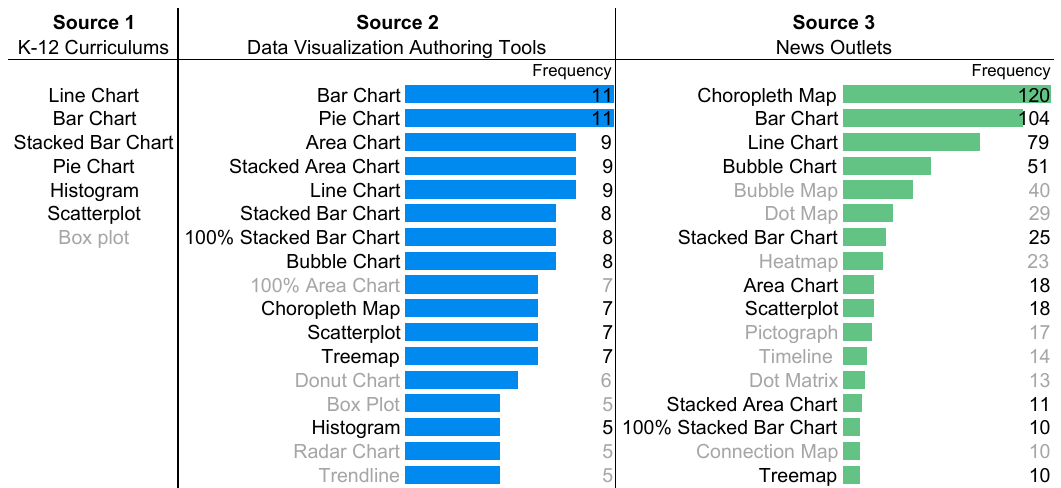 Source 1
K-12 Curriculums
Line Chart
Bar Chart
Stacked Bar Chart
Pie Chart
Histogram
Scatterplot
Box plot
Source 2
Data Visualization Authoring Tools
Frequency
Bar Chart 11
Pie Chart 11
Area Chart 9
Stacked Area Chart 9
Line Chart 9
Stacked Bar Chart 8
100% Stacked Bar Chart 8
Bubble Chart 8
100% Area Chart 7
Choropleth Map 7
Scatterplot 7
Treemap 7
Donut Chart 6
Box Plot 5
Histogram 5
Radar Chart 5
Trendline 5
Source 3
News Outlets
Frequency
Choropleth Map 120
Bar Chart 104
Line Chart 79
Bubble Chart 51
Bubble Map 40
Dot Map 29
Stacked Bar Chart 25
Heatmap 23
Area Chart 18
Scatterplot 18
Pictograph 17
Timeline 14
Dot Matrix 13
Stacked Area Chart 11
100% Stacked Bar Chart 10
Connection Map 10
Treemap 10